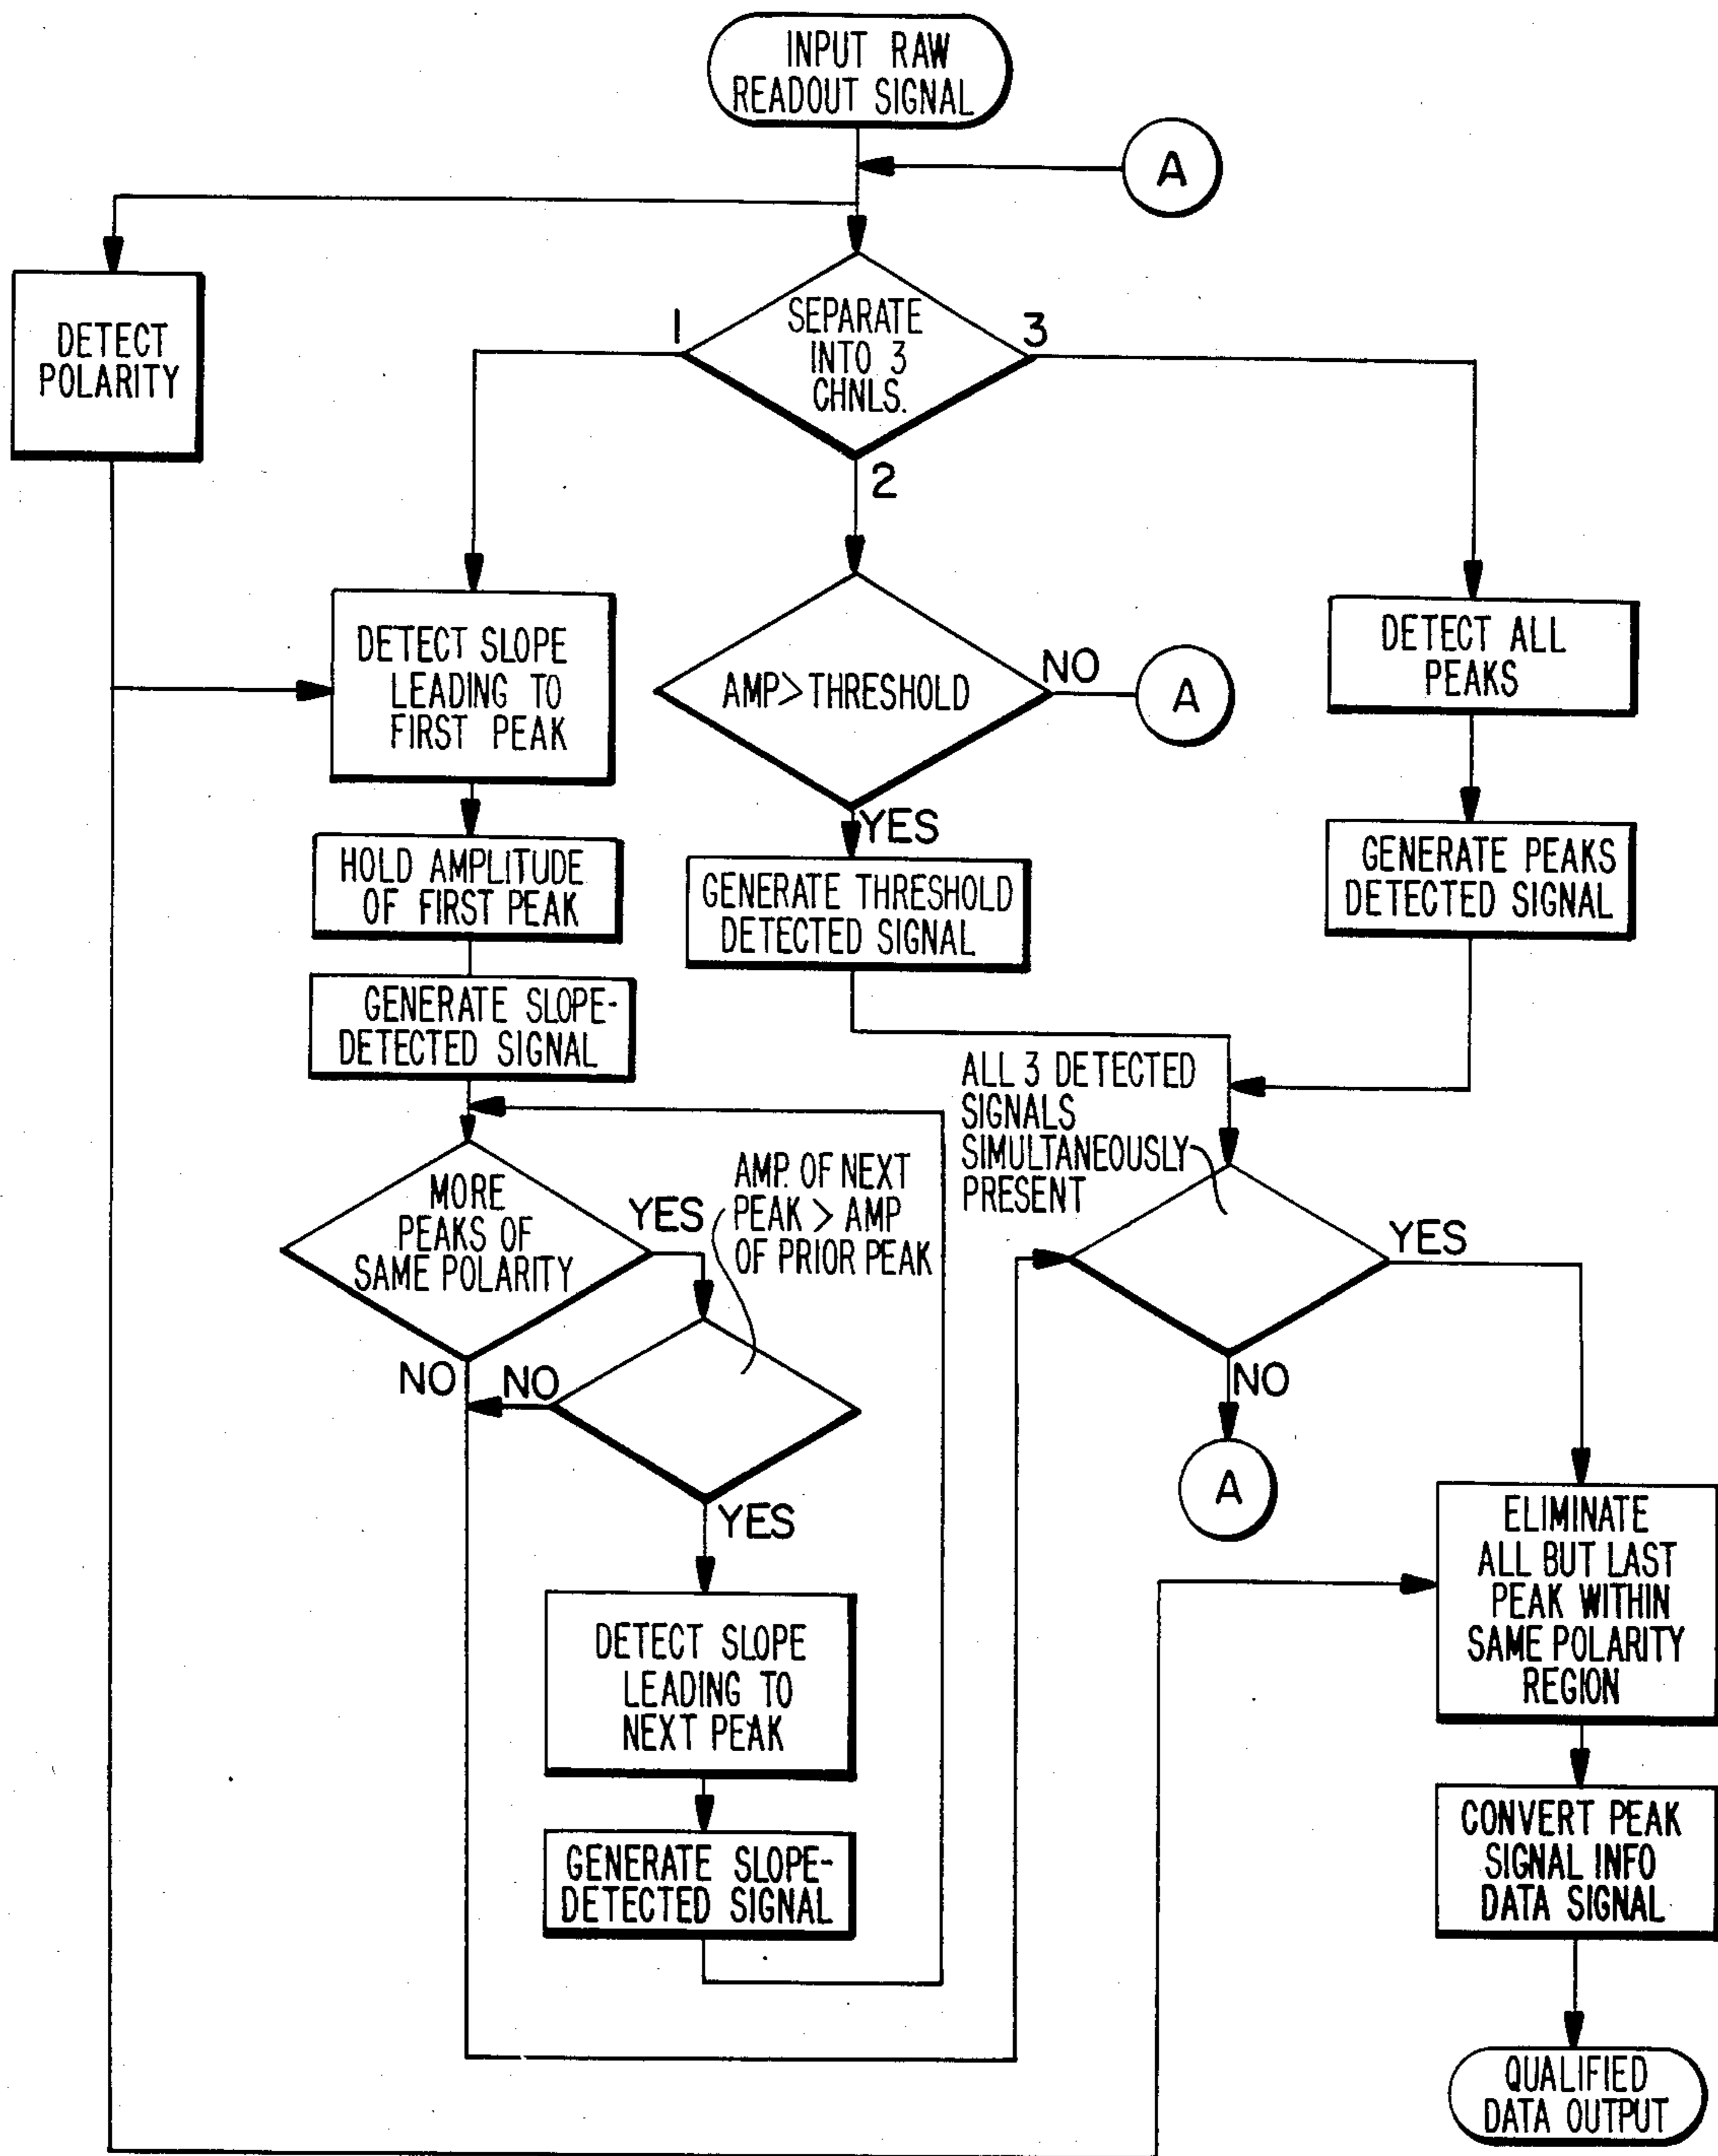 INPUT RAW
READOUT SIGNAL
A
DETECT
POLARITY
1
SEPARATE
INTO 3
CHNLS.
3
2
DETECT SLOPE
LEADING TO
FIRST PEAK
AMP>THRESHOLD
NO
A
YES
DETECT ALL
PEAKS
HOLD AMPLITUDE
OF FIRST PEAK
GENERATE THRESHOLD
DETECTED SIGNAL
GENERATE PEAKS
DETECTED SIGNAL
GENERATE SLOPE-
DETECTED SIGNAL
ALL 3 DETECTED
SIGNALS
SIMULTANEOUSLY
PRESENT
MORE
PEAKS OF
SAME POLARITY
YES
NO
AMP. OF NEXT
PEAK > AMP
OF PRIOR PEAK
NO
YES
YES
NO
A
DETECT SLOPE
LEADING TO
NEXT PEAK
GENERATE SLOPE-
DETECTED SIGNAL
ELIMINATE
ALL BUT LAST
PEAK WITHIN
SAME POLARITY
REGION
CONVERT PEAK
SIGNAL INFO
DATA SIGNAL
QUALIFIED
DATA OUTPUT